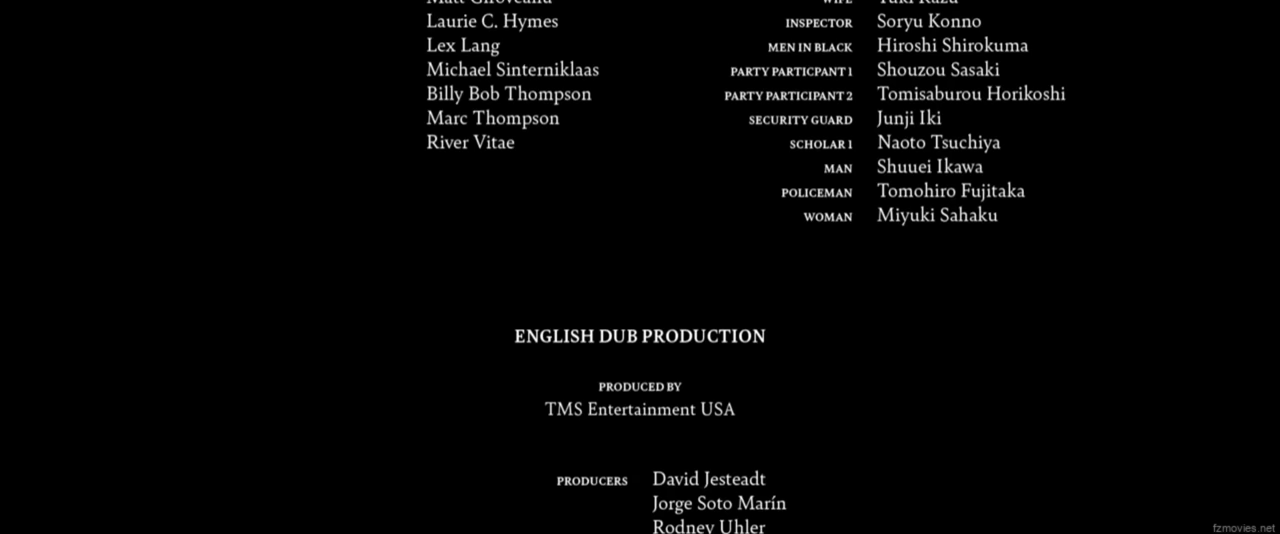 Laurie C. Hymes
Lex Lang
Michael Sinterniklaas
Billy Bob Thompson
Marc Thompson
River Vitae
INSPECTOR Soryu Konno
MEN IN BLACK Hiroshi Shirokuma
PARTY PARTICPANT 1 Shouzou Sasaki
PARTY PARTICIPANT 2 Tomisaburou Horikoshi
SECURITY GUARD Junji Iki
SCHOLAR 1 Naoto Tsuchiya
MAN Shuuei Ikawa
POLICEMAN Tomohiro Fujitaka
WOMAN Miyuki Sahaku
ENGLISH DUB PRODUCTION
PRODUCED BY
TMS Entertainment USA
PRODUCERS David Jesteadt
Jorge Soto Marín
Rodney Uhler
fzmovies.net